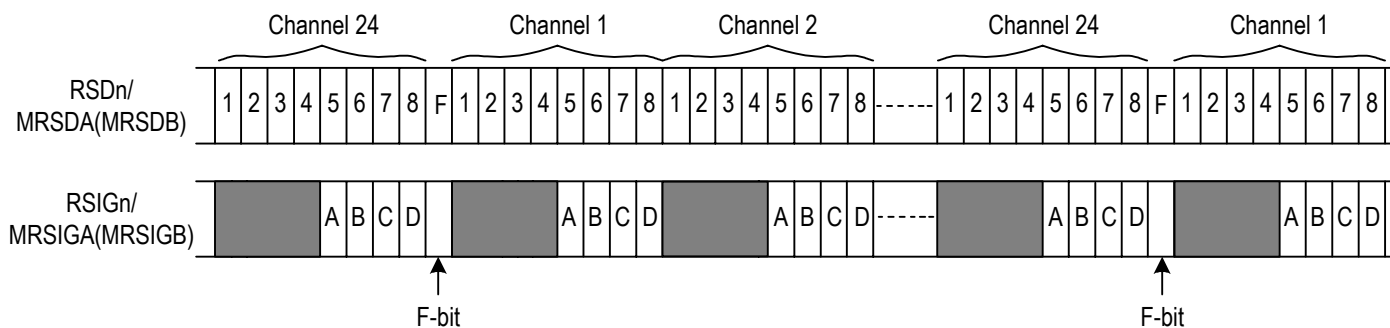 Channel 24 Channel 1 Channel 2 Channel 24 Channel 1
RSDn/
MRSDA(MRSDB)
1 2 3 4 5 6 7 8 F 1 2 3 4 5 6 7 8 1 2 3 4 5 6 7 8 1 2 3 4 5 6 7 8 F 1 2 3 4 5 6 7 8
RSIGn/
MRSIGA(MRSIGB)
A B C D A B C D A B C D A B C D A B C D
F-bit F-bit